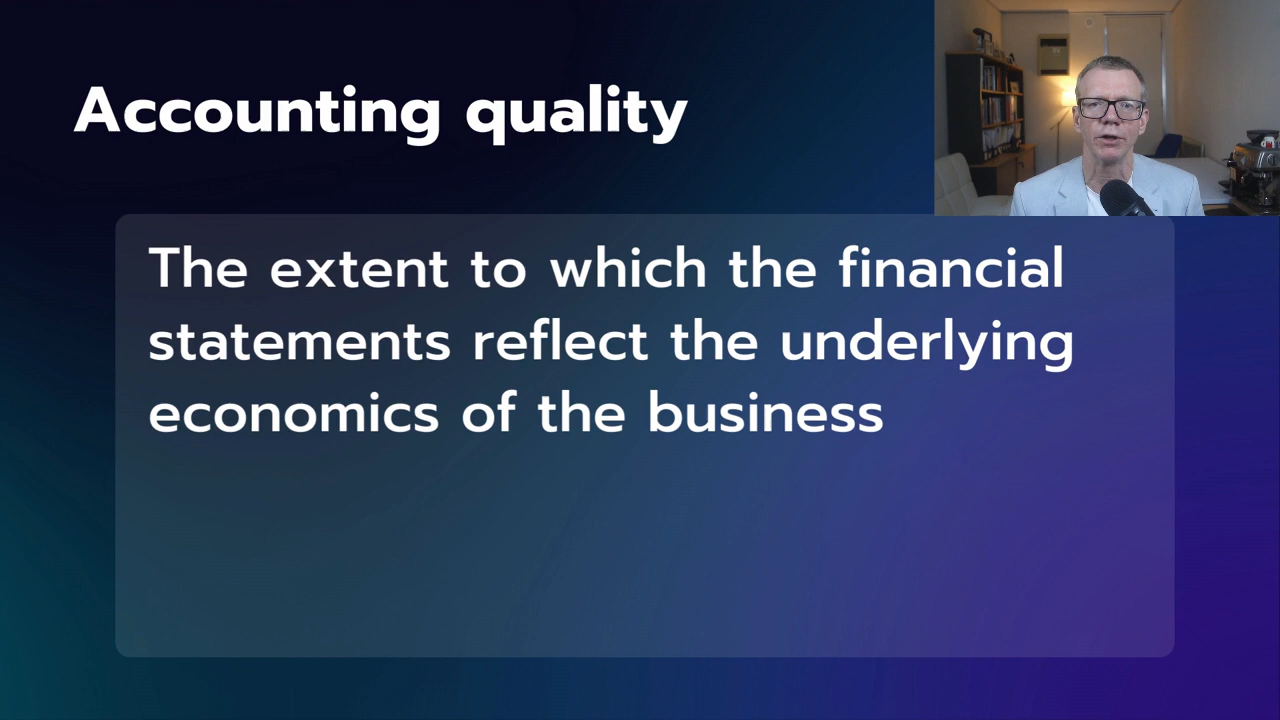 Accounting quality
The extent to which the financial
statements reflect the underlying
economics of the business